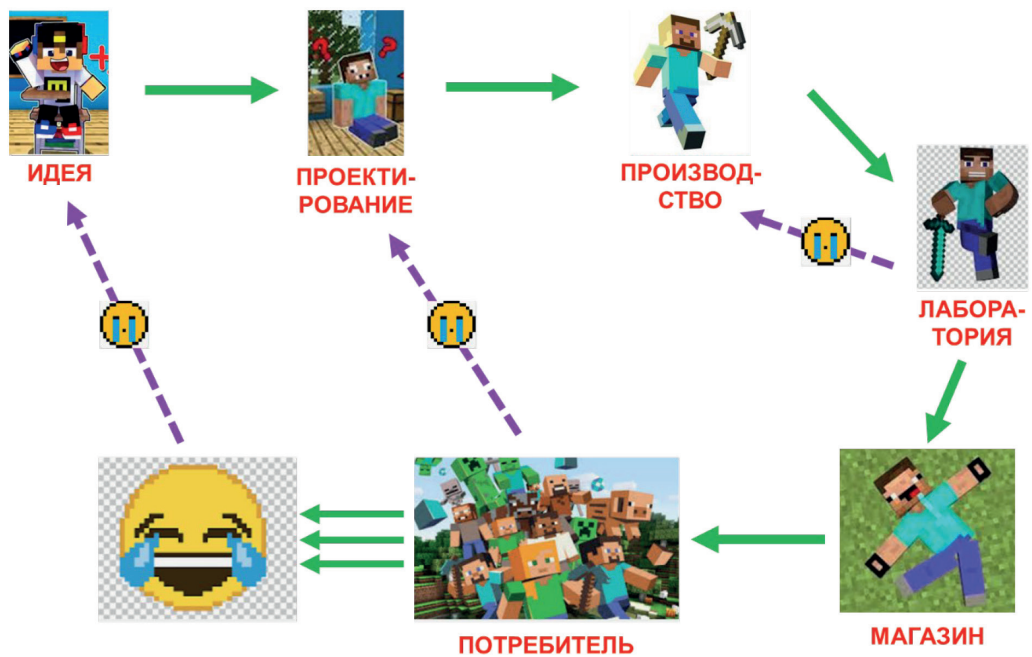 ИДЕЯ
ПРОЕКТИ-
РОВАНИЕ
ПРОИЗВОД-
СТВО
ЛАБОРА-
ТОРИЯ
МАГАЗИН
ПОТРЕБИТЕЛЬ